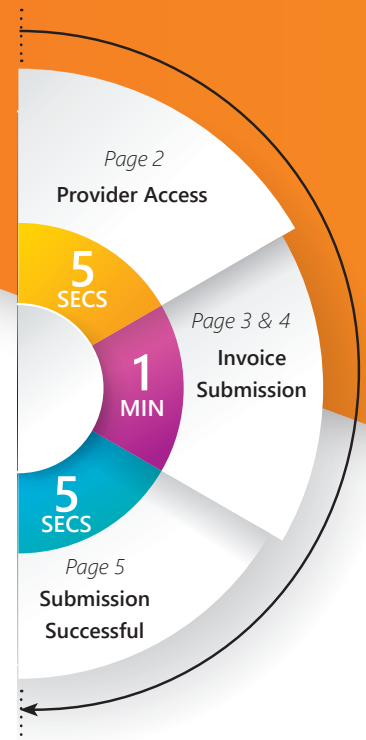 Page 2
Provider Access
5
SECS
Page 3 & 4
Invoice
Submission
1
MIN
5
SECS
Page 5
Submission
Successful